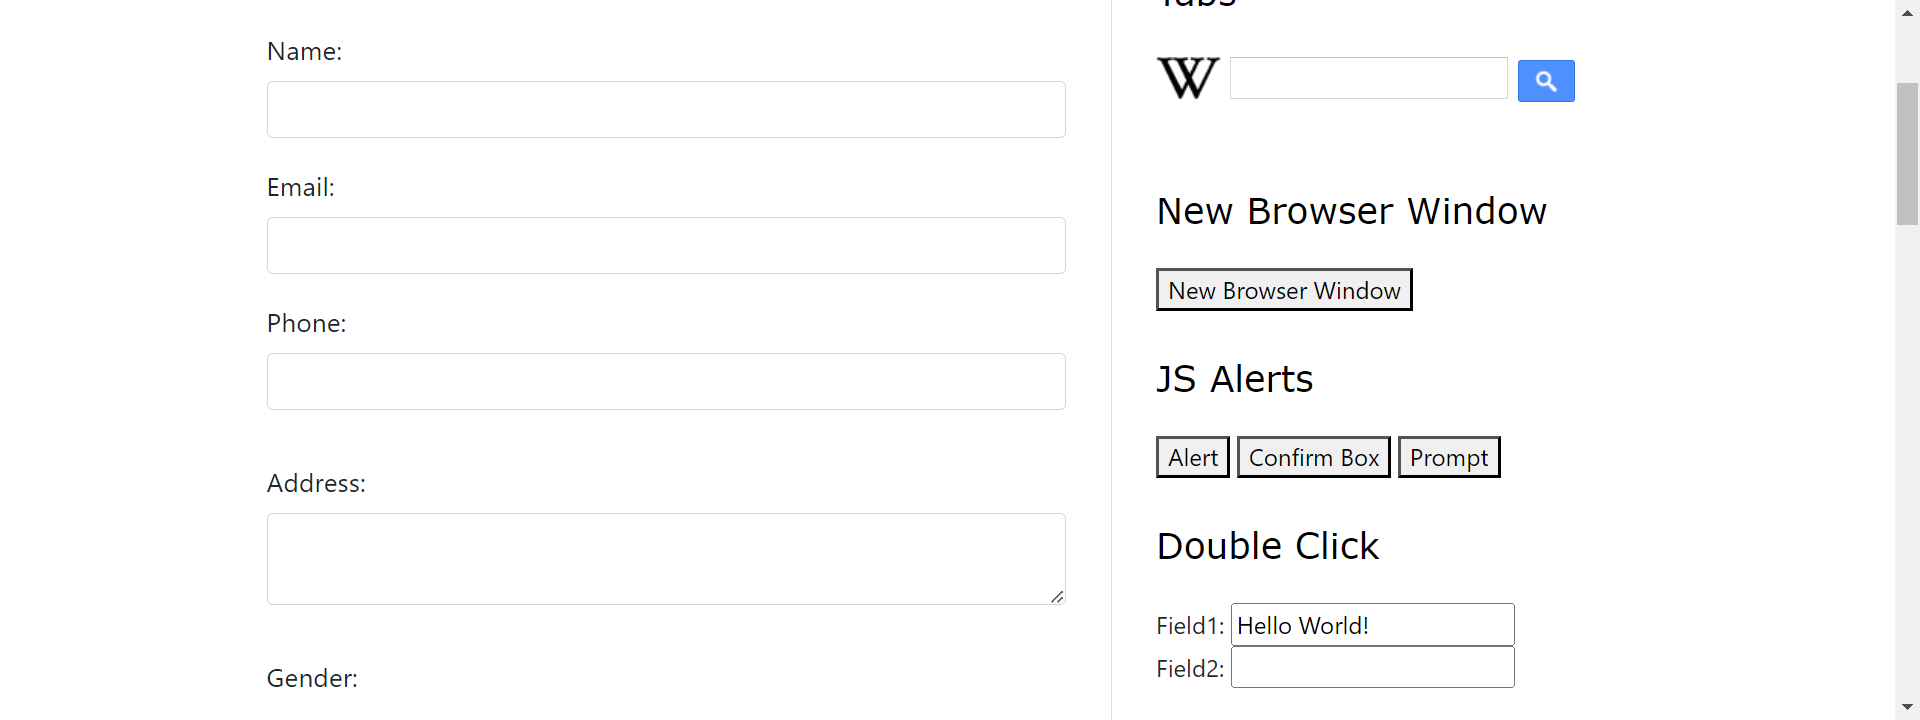 Name:
Email:
Phone:
Address:
Gender:
Tabs
W
New Browser Window
New Browser Window
JS Alerts
Alert Confirm Box Prompt
Double Click
Field1: Hello World!
Field2: